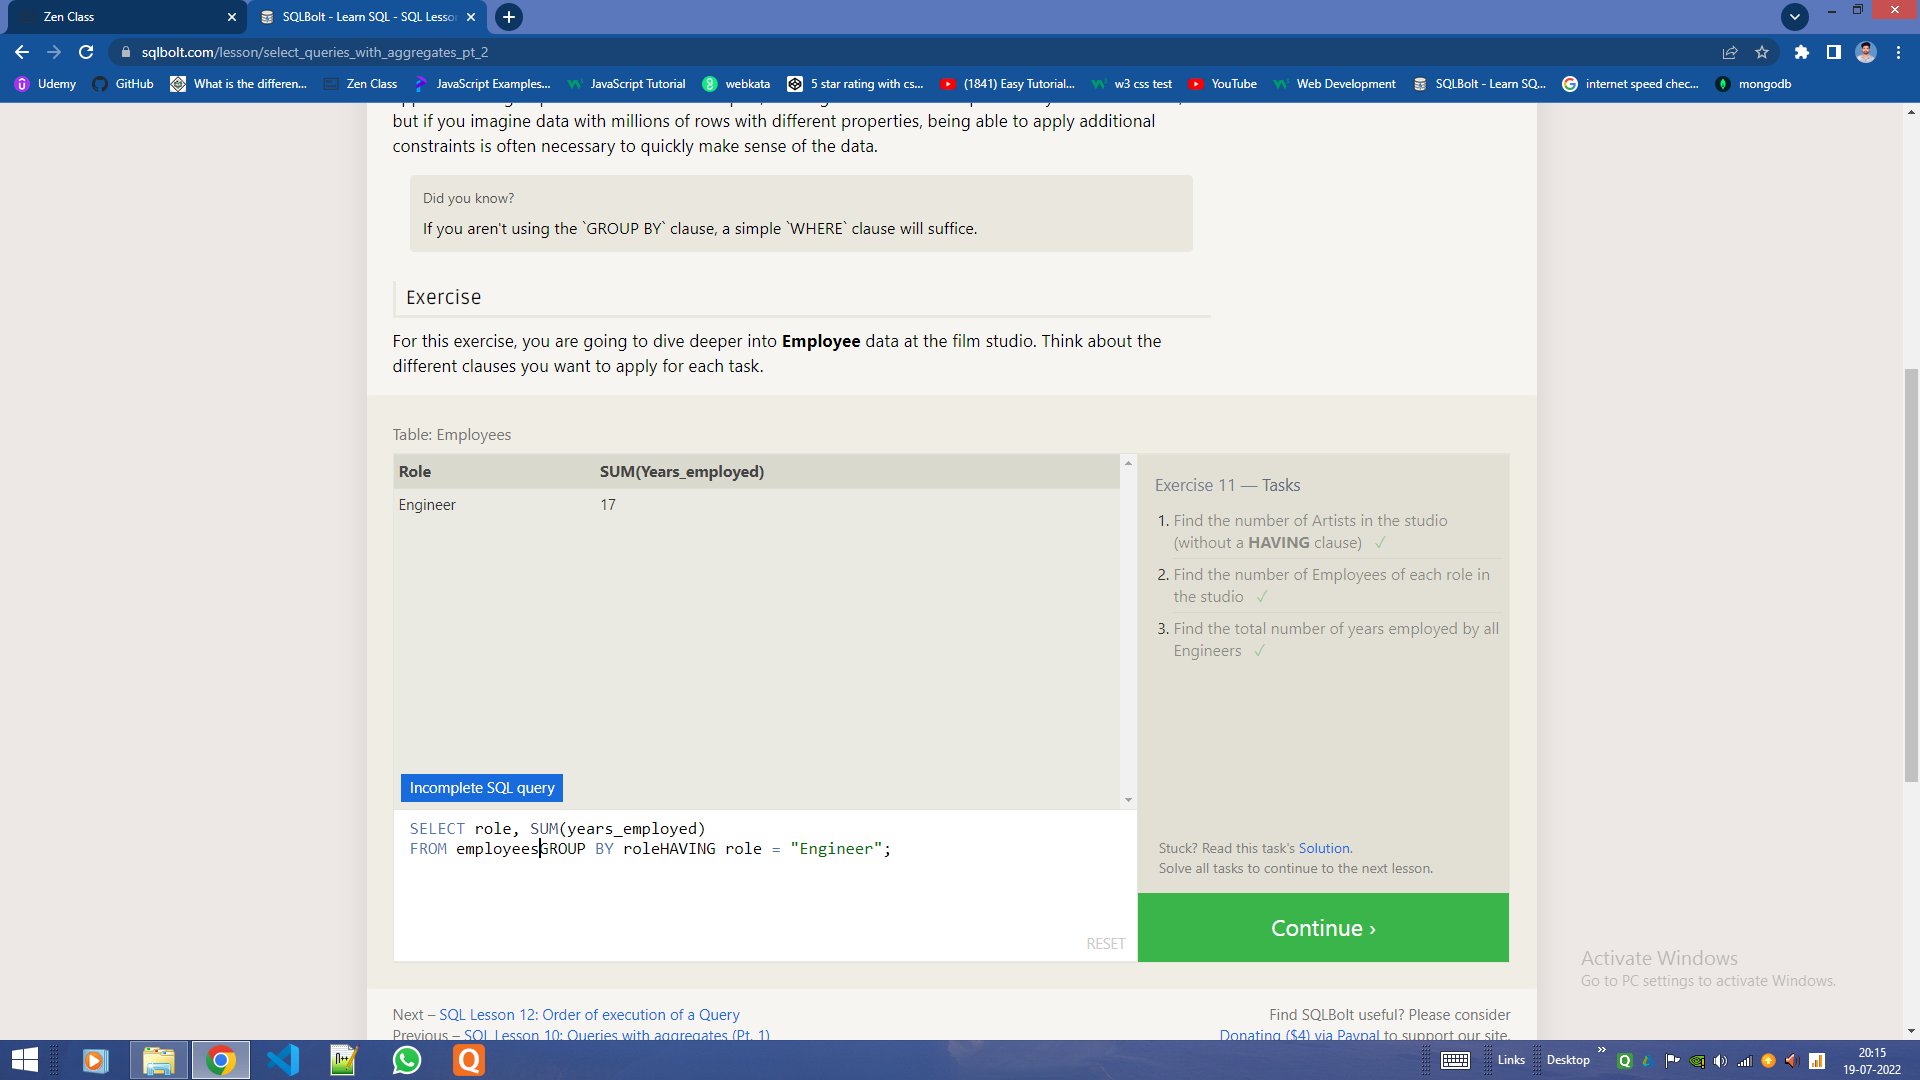 Zen Class
SQLBolt - Learn SQL - SQL Lesso
sqlbolt.com/lesson/select_queries_with_aggregates_pt_2
Udemy
GitHub
What is the differen...
Zen Class
JavaScript Examples...
JavaScript Tutorial
webkata
5 star rating with cs...
(1841) Easy Tutorial...
w3 css test
YouTube
Web Development
SQLBolt - Learn SQ...
internet speed chec...
mongodb
but if you imagine data with millions of rows with different properties, being able to apply additional
constraints is often necessary to quickly make sense of the data.
Did you know?
If you aren't using the `GROUP BY` clause, a simple `WHERE` clause will suffice.
Exercise
For this exercise, you are going to dive deeper into Employee data at the film studio. Think about the
different clauses you want to apply for each task.
Table: Employees
Role SUM(Years_employed)
Engineer 17
Incomplete SQL query
SELECT role, SUM(years_employed)
FROM employeesGROUP BY roleHAVING role = "Engineer";
RESET
Exercise 11 — Tasks
1. Find the number of Artists in the studio
(without a HAVING clause) ✓
2. Find the number of Employees of each role in
the studio ✓
3. Find the total number of years employed by all
Engineers ✓
Stuck? Read this task's Solution.
Solve all tasks to continue to the next lesson.
Continue ›
Activate Windows
Go to PC settings to activate Windows.
Next – SQL Lesson 12: Order of execution of a Query
Previous – SQL Lesson 10: Queries with aggregates (Pt. 1)
Find SQLBolt useful? Please consider
Donating ($4) via Paypal to support our site.
Links
Desktop
20:15
19-07-2022